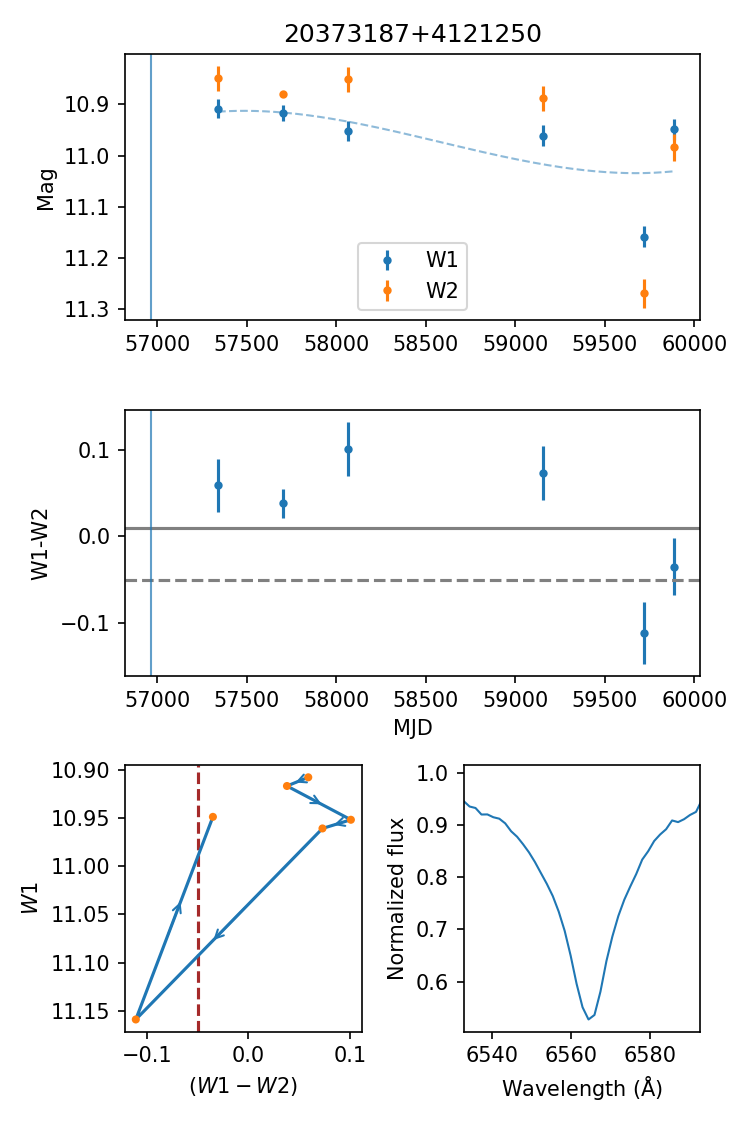 20373187+4121250
10.9
11.0
11.1
11.2
11.3
Mag
W1
W2
57000 57500 58000 58500 59000 59500 60000
0.1
0.0
−0.1
W1-W2
57000 57500 58000 58500 59000 59500 60000
MJD
10.90
10.95
11.00
11.05
11.10
11.15
W1
−0.1 0.0 0.1
(W1 − W2)
1.0
0.9
0.8
0.7
0.6
Normalized flux
6540 6560 6580
Wavelength (Å)